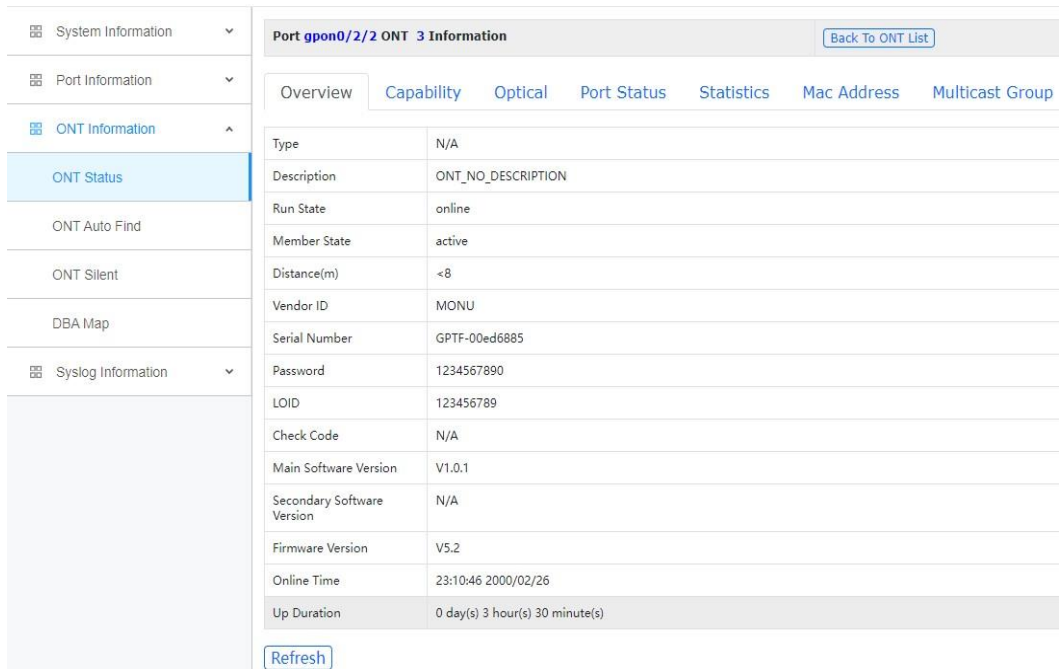 System Information
Port Information
ONT Information
ONT Status
ONT Auto Find
ONT Silent
DBA Map
Syslog Information
Port gpon0/2/2 ONT 3 Information
Back To ONT List
Overview Capability Optical Port Status Statistics Mac Address Multicast Group
Type N/A
Description ONT_NO_DESCRIPTION
Run State online
Member State active
Distance(m) <8
Vendor ID MONU
Serial Number GPTF-00ed6885
Password 1234567890
LOID 123456789
Check Code N/A
Main Software Version V1.0.1
Secondary Software
Version N/A
Firmware Version V5.2
Online Time 23:10:46 2000/02/26
Up Duration 0 day(s) 3 hour(s) 30 minute(s)
Refresh